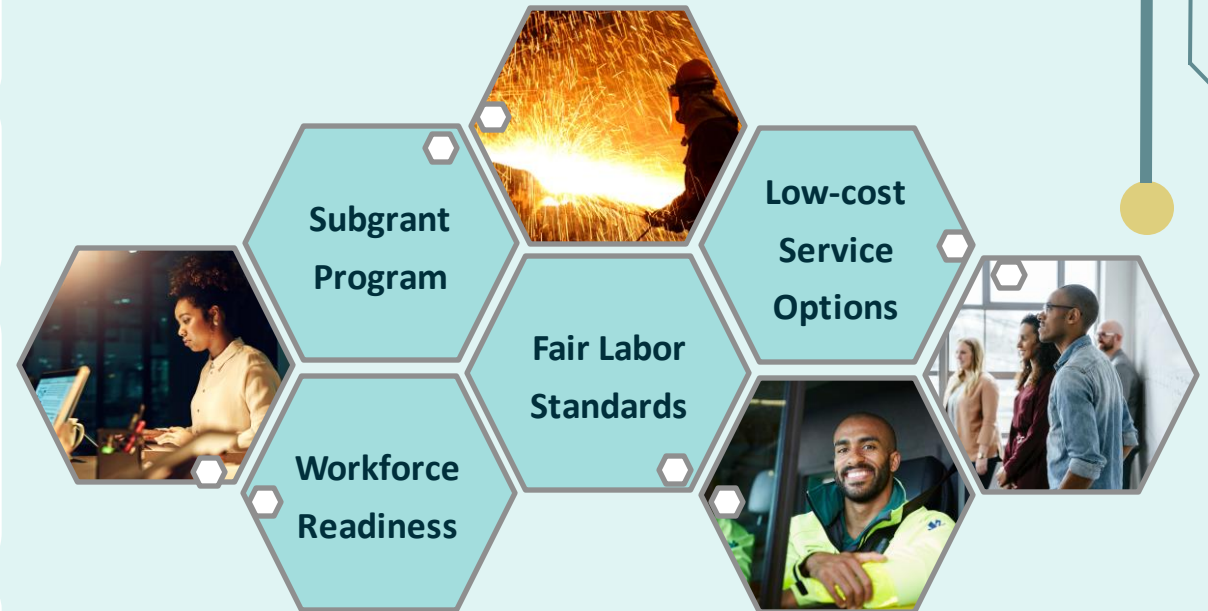 Subgrant
Program
Low-cost
Service
Options
Fair Labor
Standards
Workforce
Readiness